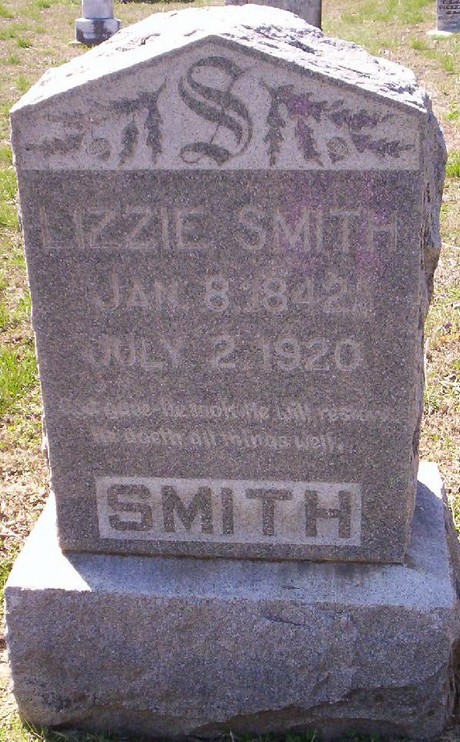 S
LIZZIE SMITH
JAN. 8, 1842
JULY 2, 1920
gave He took He will restore
He doeth all things well.
SMITH